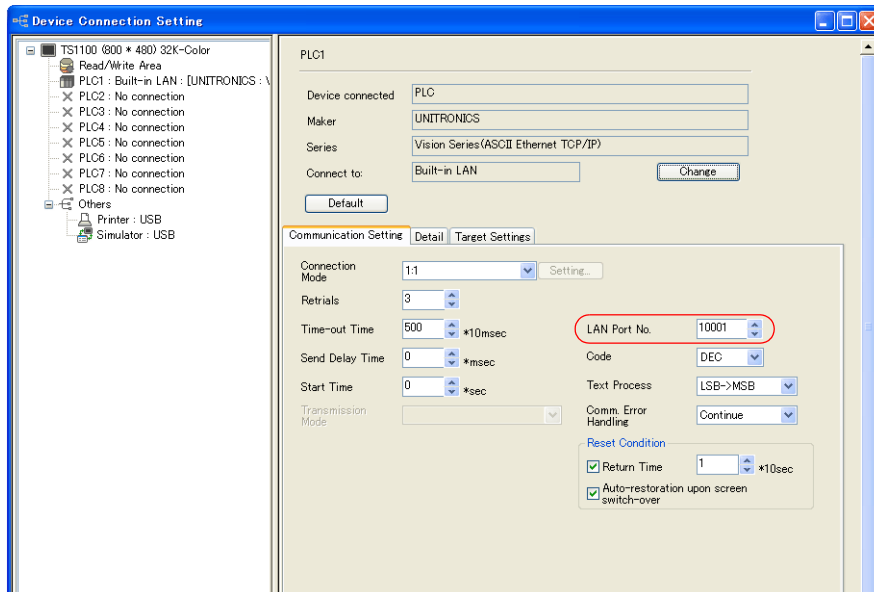 Device Connection Setting
TS1100 (800 * 480) 32K-Color
Read/Write Area
PLC1 : Built-in LAN : [UNITRONICS :
PLC2 : No connection
PLC3 : No connection
PLC4 : No connection
PLC5 : No connection
PLC6 : No connection
PLC7 : No connection
PLC8 : No connection
Others
Printer : USB
Simulator : USB
PLC1
Device connected PLC
Maker UNITRONICS
Series Vision Series(ASCII Ethernet TCP/IP)
Connect to: Built-in LAN Change
Default
Communication Setting Detail Target Settings
Connection
Mode 1:1 Setting...
Retrials 3
Time-out Time 500 *10msec LAN Port No. 10001
Send Delay Time 0 *msec Code DEC
Start Time 0 *sec Text Process LSB->MSB
Transmission
Mode
Comm. Error
Handling Continue
Reset Condition
Return Time 1 *10sec
Auto-restoration upon screen
switch-over